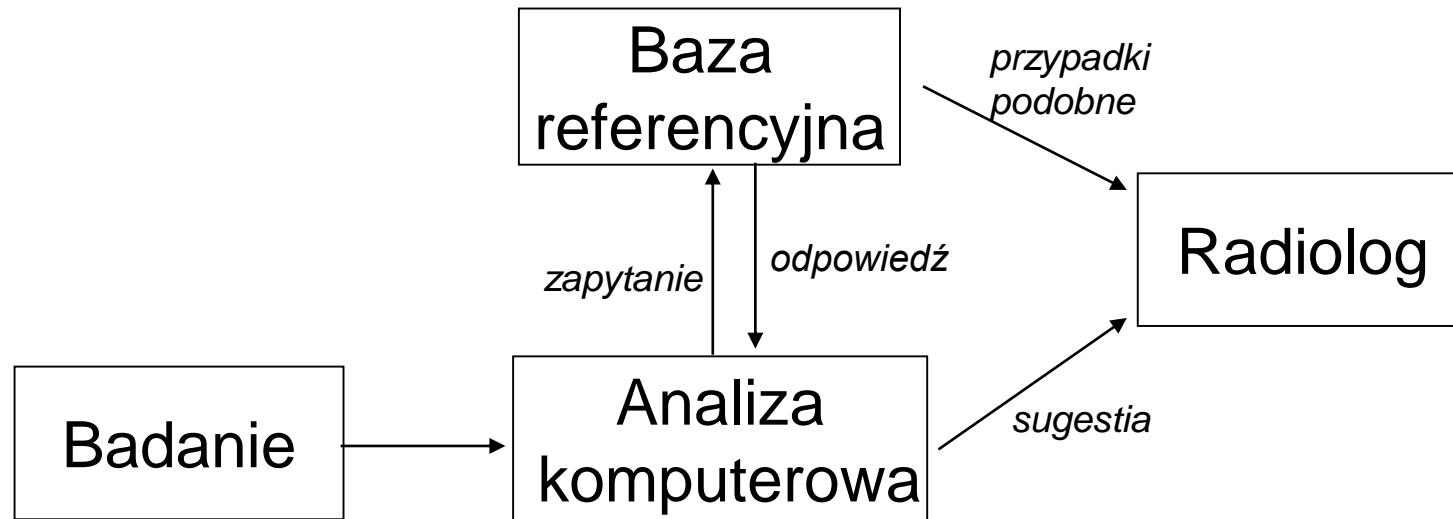 Baza
referencyjna
przypadki
podobne
Radiolog
zapytanie
odpowiedź
Badanie
Analiza
komputerowa
sugestia